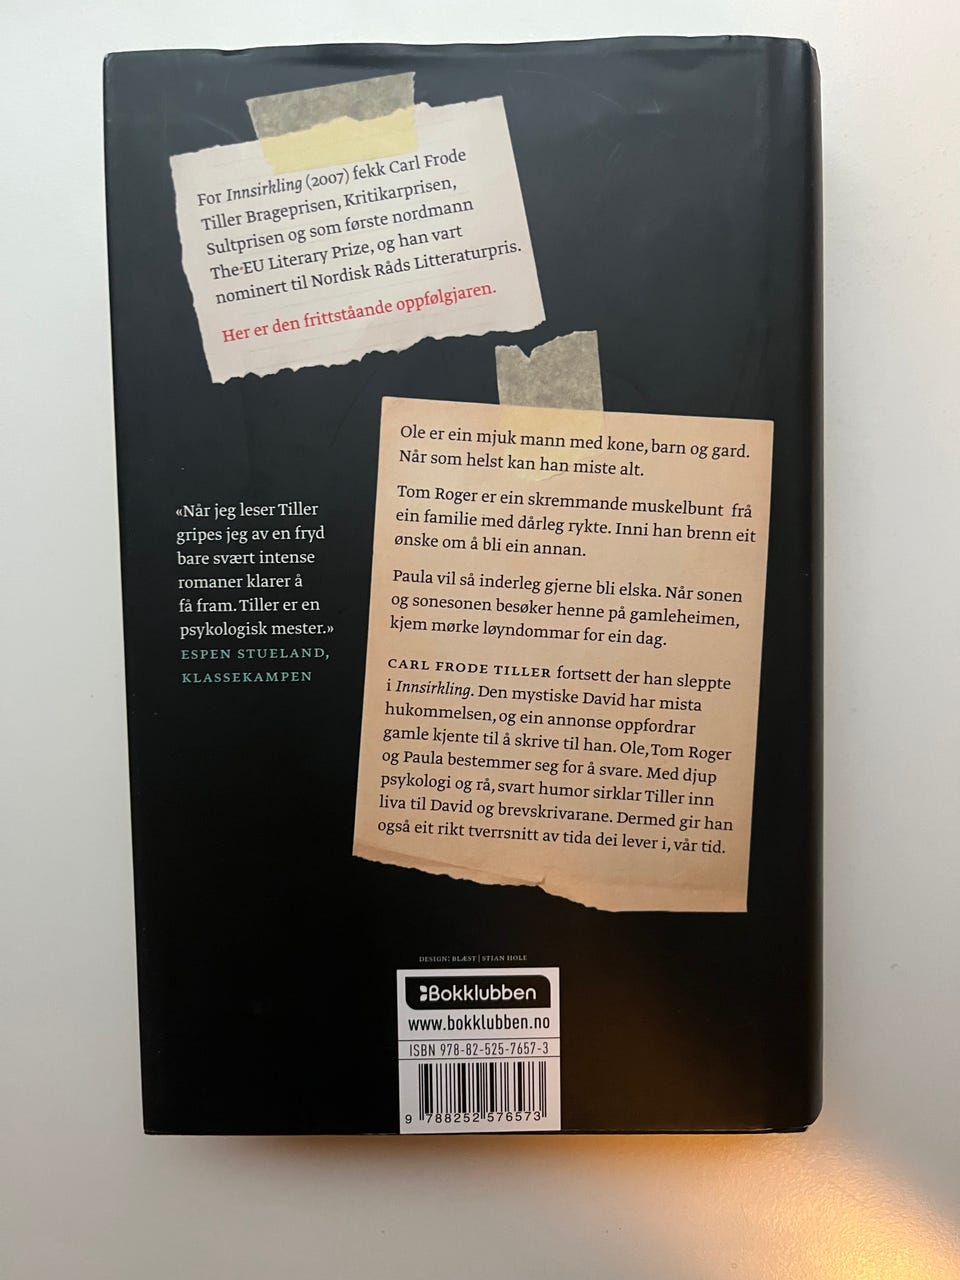 For Innsirkling (2007) fekk Carl Frode
Tiller Brageprisen, Kritikarprisen,
Sultprisen og som første nordmann
The EU Literary Prize, og han vart
nominert til Nordisk Råds Litteraturpris.
Her er den frittståande oppfølgjaren.
«Når jeg leser Tiller
gripes jeg av en fryd
bare svært intense
romaner klarer å
få fram. Tiller er en
psykologisk mester.»
ESPEN STUELAND,
KLASSEKAMPEN
Ole er ein mjuk mann med kone, barn og gard.
Når som helst kan han miste alt.
Tom Roger er ein skremmande muskelbunt frå
ein familie med dårleg rykte. Inni han brenn eit
ønske om å bli ein annan.
Paula vil så inderleg gjerne bli elska. Når sonen
og sonesonen besøker henne på gamleheimen,
kjem mørke løyndommar for ein dag.
CARL FRODE TILLER fortsett der han sleppte
i Innsirkling. Den mystiske David har mista
hukommelsen, og ein annonse oppfordrar
gamle kjente til å skrive til han. Ole, Tom Roger
og Paula bestemmer seg for å svare. Med djup
psykologi og rå, svart humor sirklar Tiller inn
liva til David og brevskrivarane. Dermed gir han
også eit rikt tverrsnitt av tida dei lever i, vår tid.
DESIGN: BLÆST | STIAN HOLE
Bokklubben
www.bokklubben.no
ISBN 978-82-525-7657-3
9 788252 576573